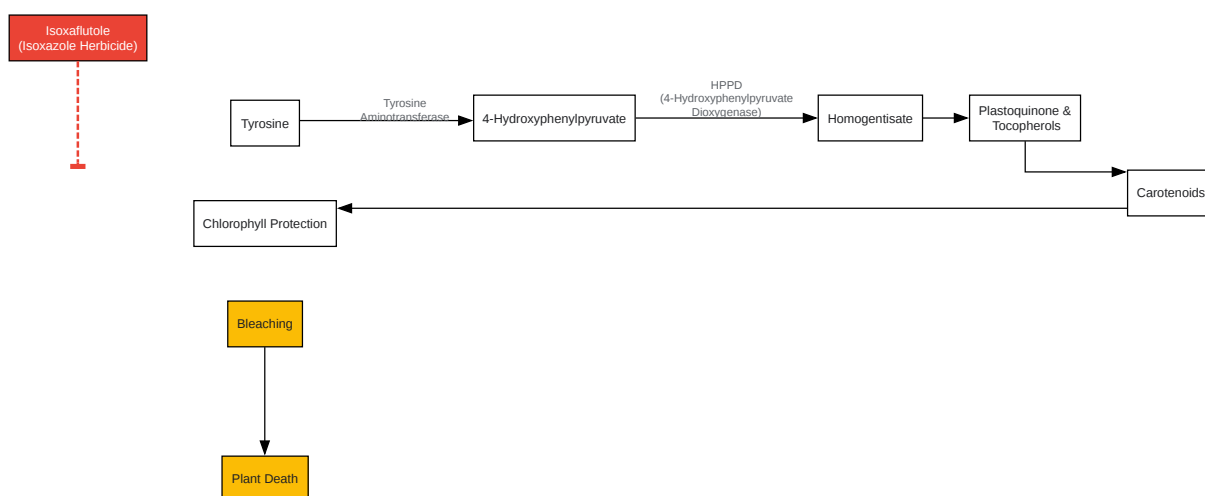 Isoxaflutole
(Isoxazole Herbicide)
Tyrosine
Tyrosine
Aminotransferase
4-Hydroxyphenylpyruvate
HPPD
(4-Hydroxyphenylpyruvate
Dioxygenase)
Homogentisate
Plastoquinone &
Tocopherols
Carotenoids
Chlorophyll Protection
Bleaching
Plant Death